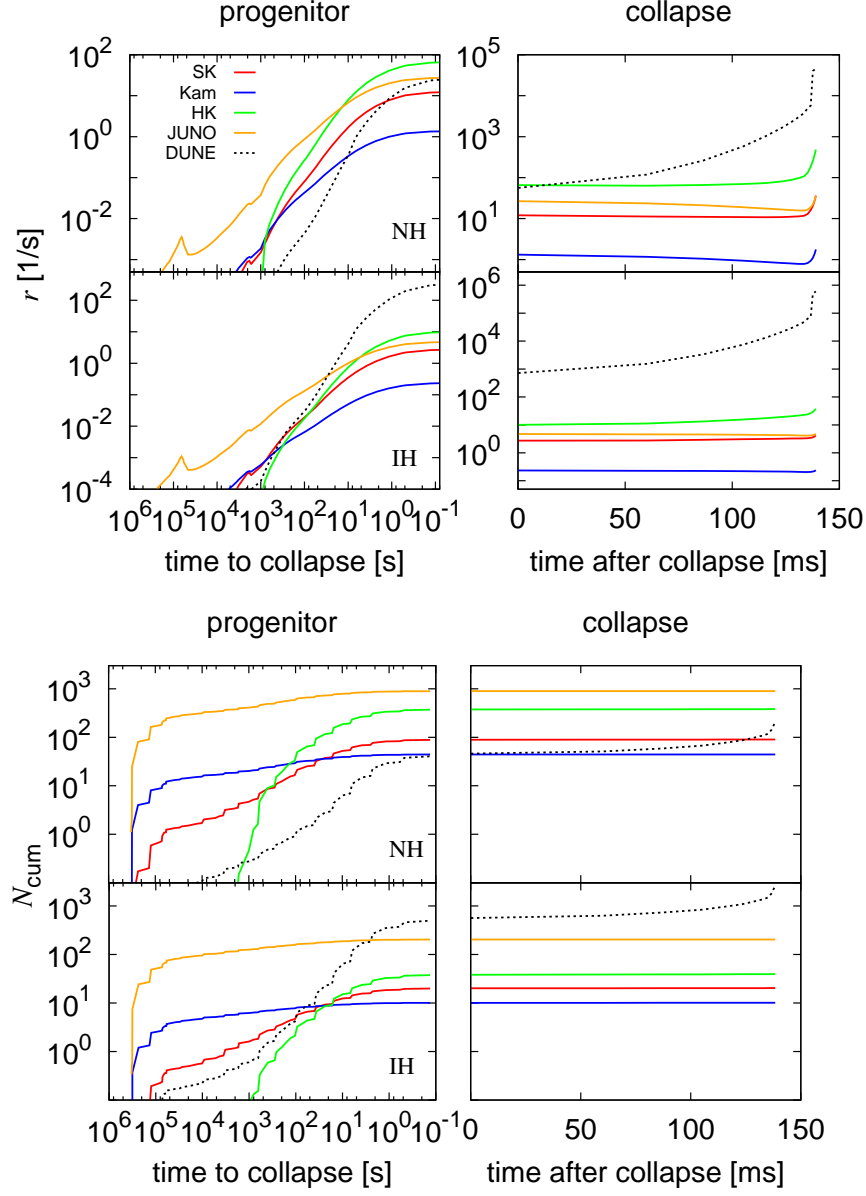 progenitor collapse
SK
Kam
HK
JUNO
DUNE
r [1/s]
10^2
10^0
10^-2
NH
10^5
10^3
10^1
10^2
10^0
10^-2
10^-4
IH
10^6
10^4
10^2
10^0
10^6 10^5 10^4 10^3 10^2 10^1 10^0 10^-1
0 50 100 150
time to collapse [s] time after collapse [ms]
progenitor collapse
N_cum
10^3
10^2
10^1
10^0
NH
10^3
10^2
10^1
10^0
IH
10^6 10^5 10^4 10^3 10^2 10^1 10^0 10^-1
0 50 100 150
time to collapse [s] time after collapse [ms]